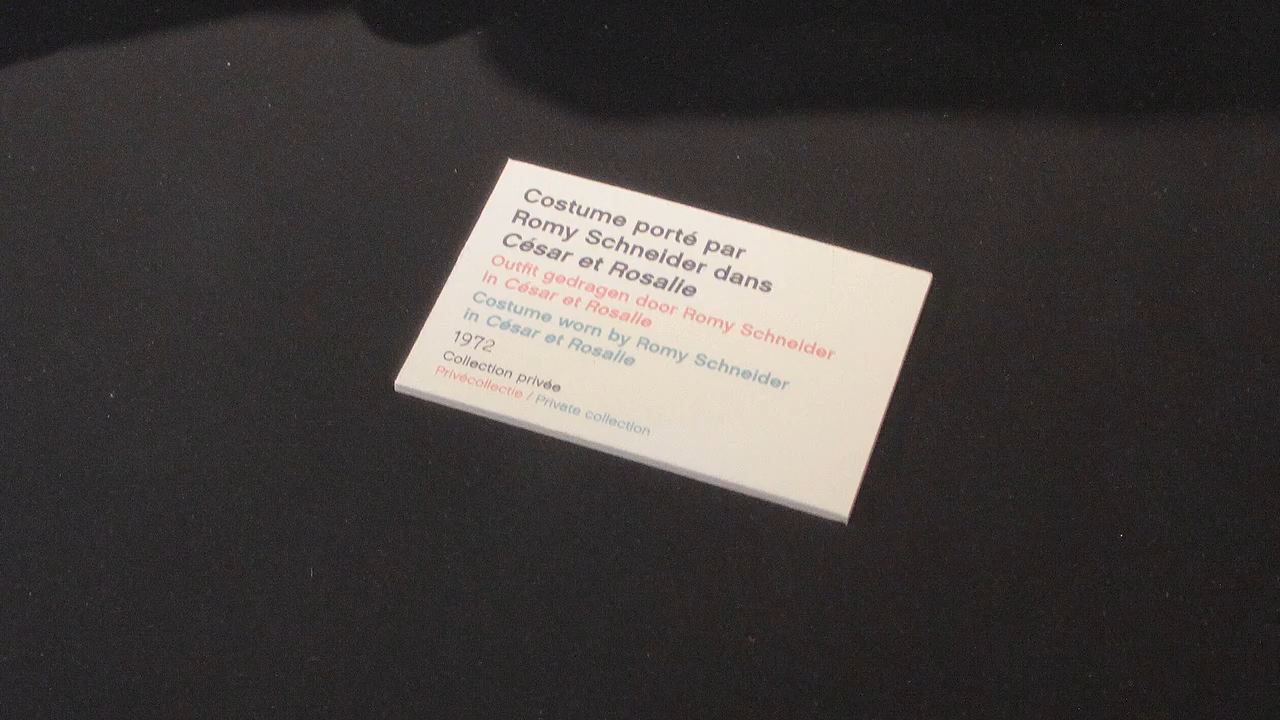 Costume porté par
Romy Schneider dans
César et Rosalie
Outfit gedragen door Romy Schneider
in César et Rosalie
Costume worn by Romy Schneider
in César et Rosalie
1972
Collection privée
Privécollectie / Private collection